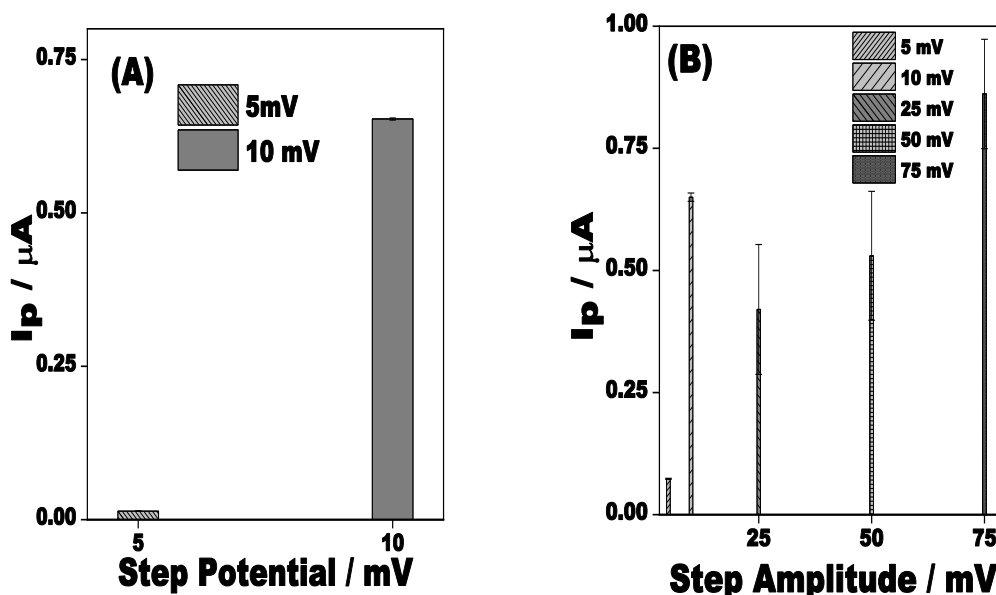 (A)
5mV
10 mV
0.75
0.50
0.25
0.00
Ip / μA
5
10
Step Potential / mV
(B)
5 mV
10 mV
25 mV
50 mV
75 mV
1.00
0.75
0.50
0.25
0.00
Ip / μA
25
50
75
Step Amplitude / mV